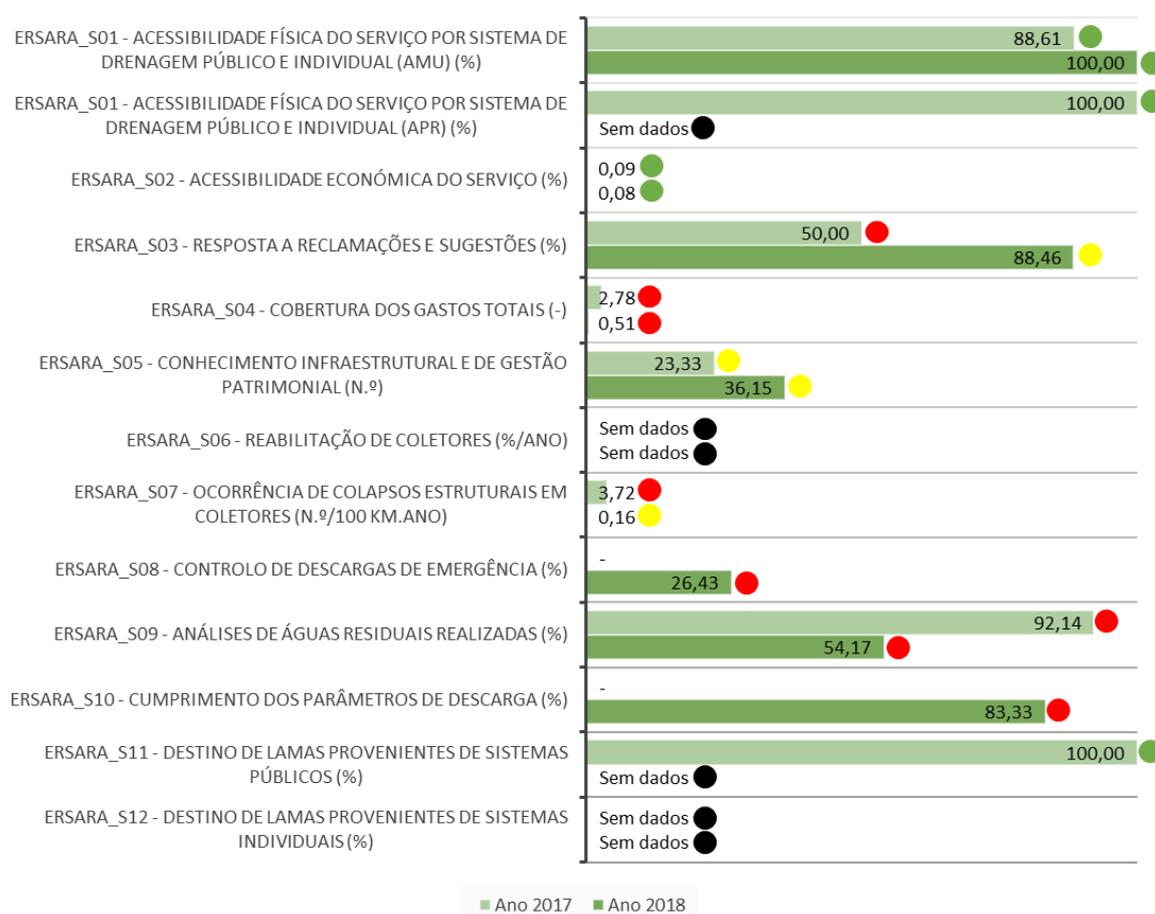 ERSARA_S01 - ACESSIBILIDADE FÍSICA DO SERVIÇO POR SISTEMA DE
DRENAGEM PÚBLICO E INDIVIDUAL (AMU) (%)
88,61
100,00
ERSARA_S01 - ACESSIBILIDADE FÍSICA DO SERVIÇO POR SISTEMA DE
DRENAGEM PÚBLICO E INDIVIDUAL (APR) (%)
100,00
Sem dados
ERSARA_S02 - ACESSIBILIDADE ECONÓMICA DO SERVIÇO (%)
0,09
0,08
ERSARA_S03 - RESPOSTA A RECLAMAÇÕES E SUGESTÕES (%)
50,00
88,46
ERSARA_S04 - COBERTURA DOS GASTOS TOTAIS (-)
2,78
0,51
ERSARA_S05 - CONHECIMENTO INFRAESTRUTURAL E DE GESTÃO
PATRIMONIAL (N.º)
23,33
36,15
ERSARA_S06 - REABILITAÇÃO DE COLETORES (%/ANO)
Sem dados
Sem dados
ERSARA_S07 - OCORRÊNCIA DE COLAPSOS ESTRUTURAIS EM
COLETORES (N.º/100 KM.ANO)
3,72
0,16
ERSARA_S08 - CONTROLO DE DESCARGAS DE EMERGÊNCIA (%)
-
26,43
ERSARA_S09 - ANÁLISES DE ÁGUAS RESIDUAIS REALIZADAS (%)
92,14
54,17
ERSARA_S10 - CUMPRIMENTO DOS PARÂMETROS DE DESCARGA (%)
-
83,33
ERSARA_S11 - DESTINO DE LAMAS PROVENIENTES DE SISTEMAS
PÚBLICOS (%)
100,00
Sem dados
ERSARA_S12 - DESTINO DE LAMAS PROVENIENTES DE SISTEMAS
INDIVIDUAIS (%)
Sem dados
Sem dados
Ano 2017 Ano 2018